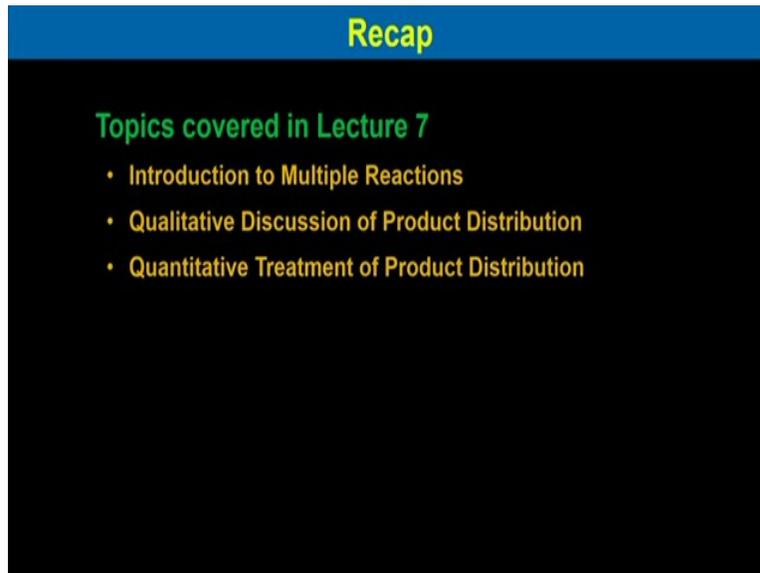 Recap
Topics covered in Lecture 7
• Introduction to Multiple Reactions
• Qualitative Discussion of Product Distribution
• Quantitative Treatment of Product Distribution